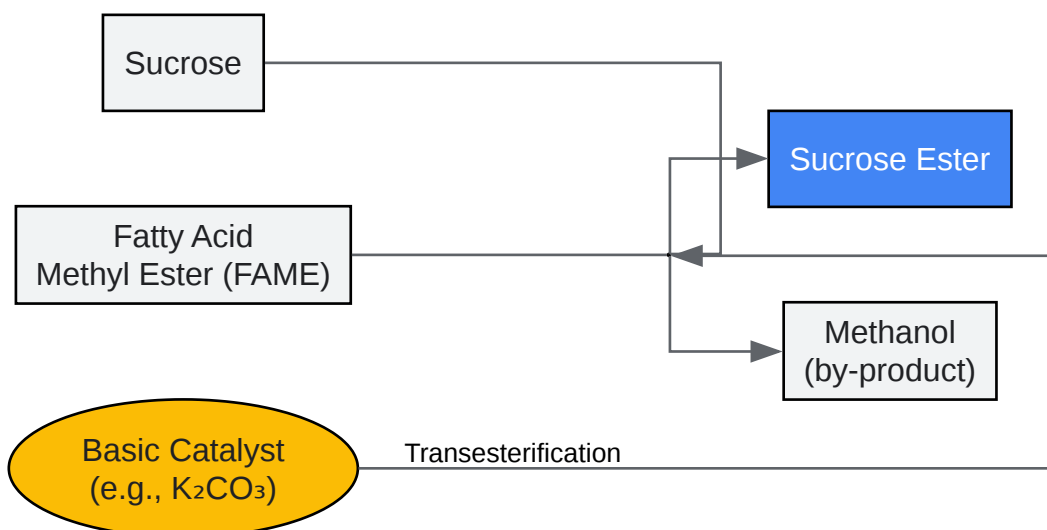 Sucrose
Sucrose Ester
Fatty Acid
Methyl Ester (FAME)
Methanol
(by-product)
Basic Catalyst
(e.g., K₂CO₃)
Transesterification